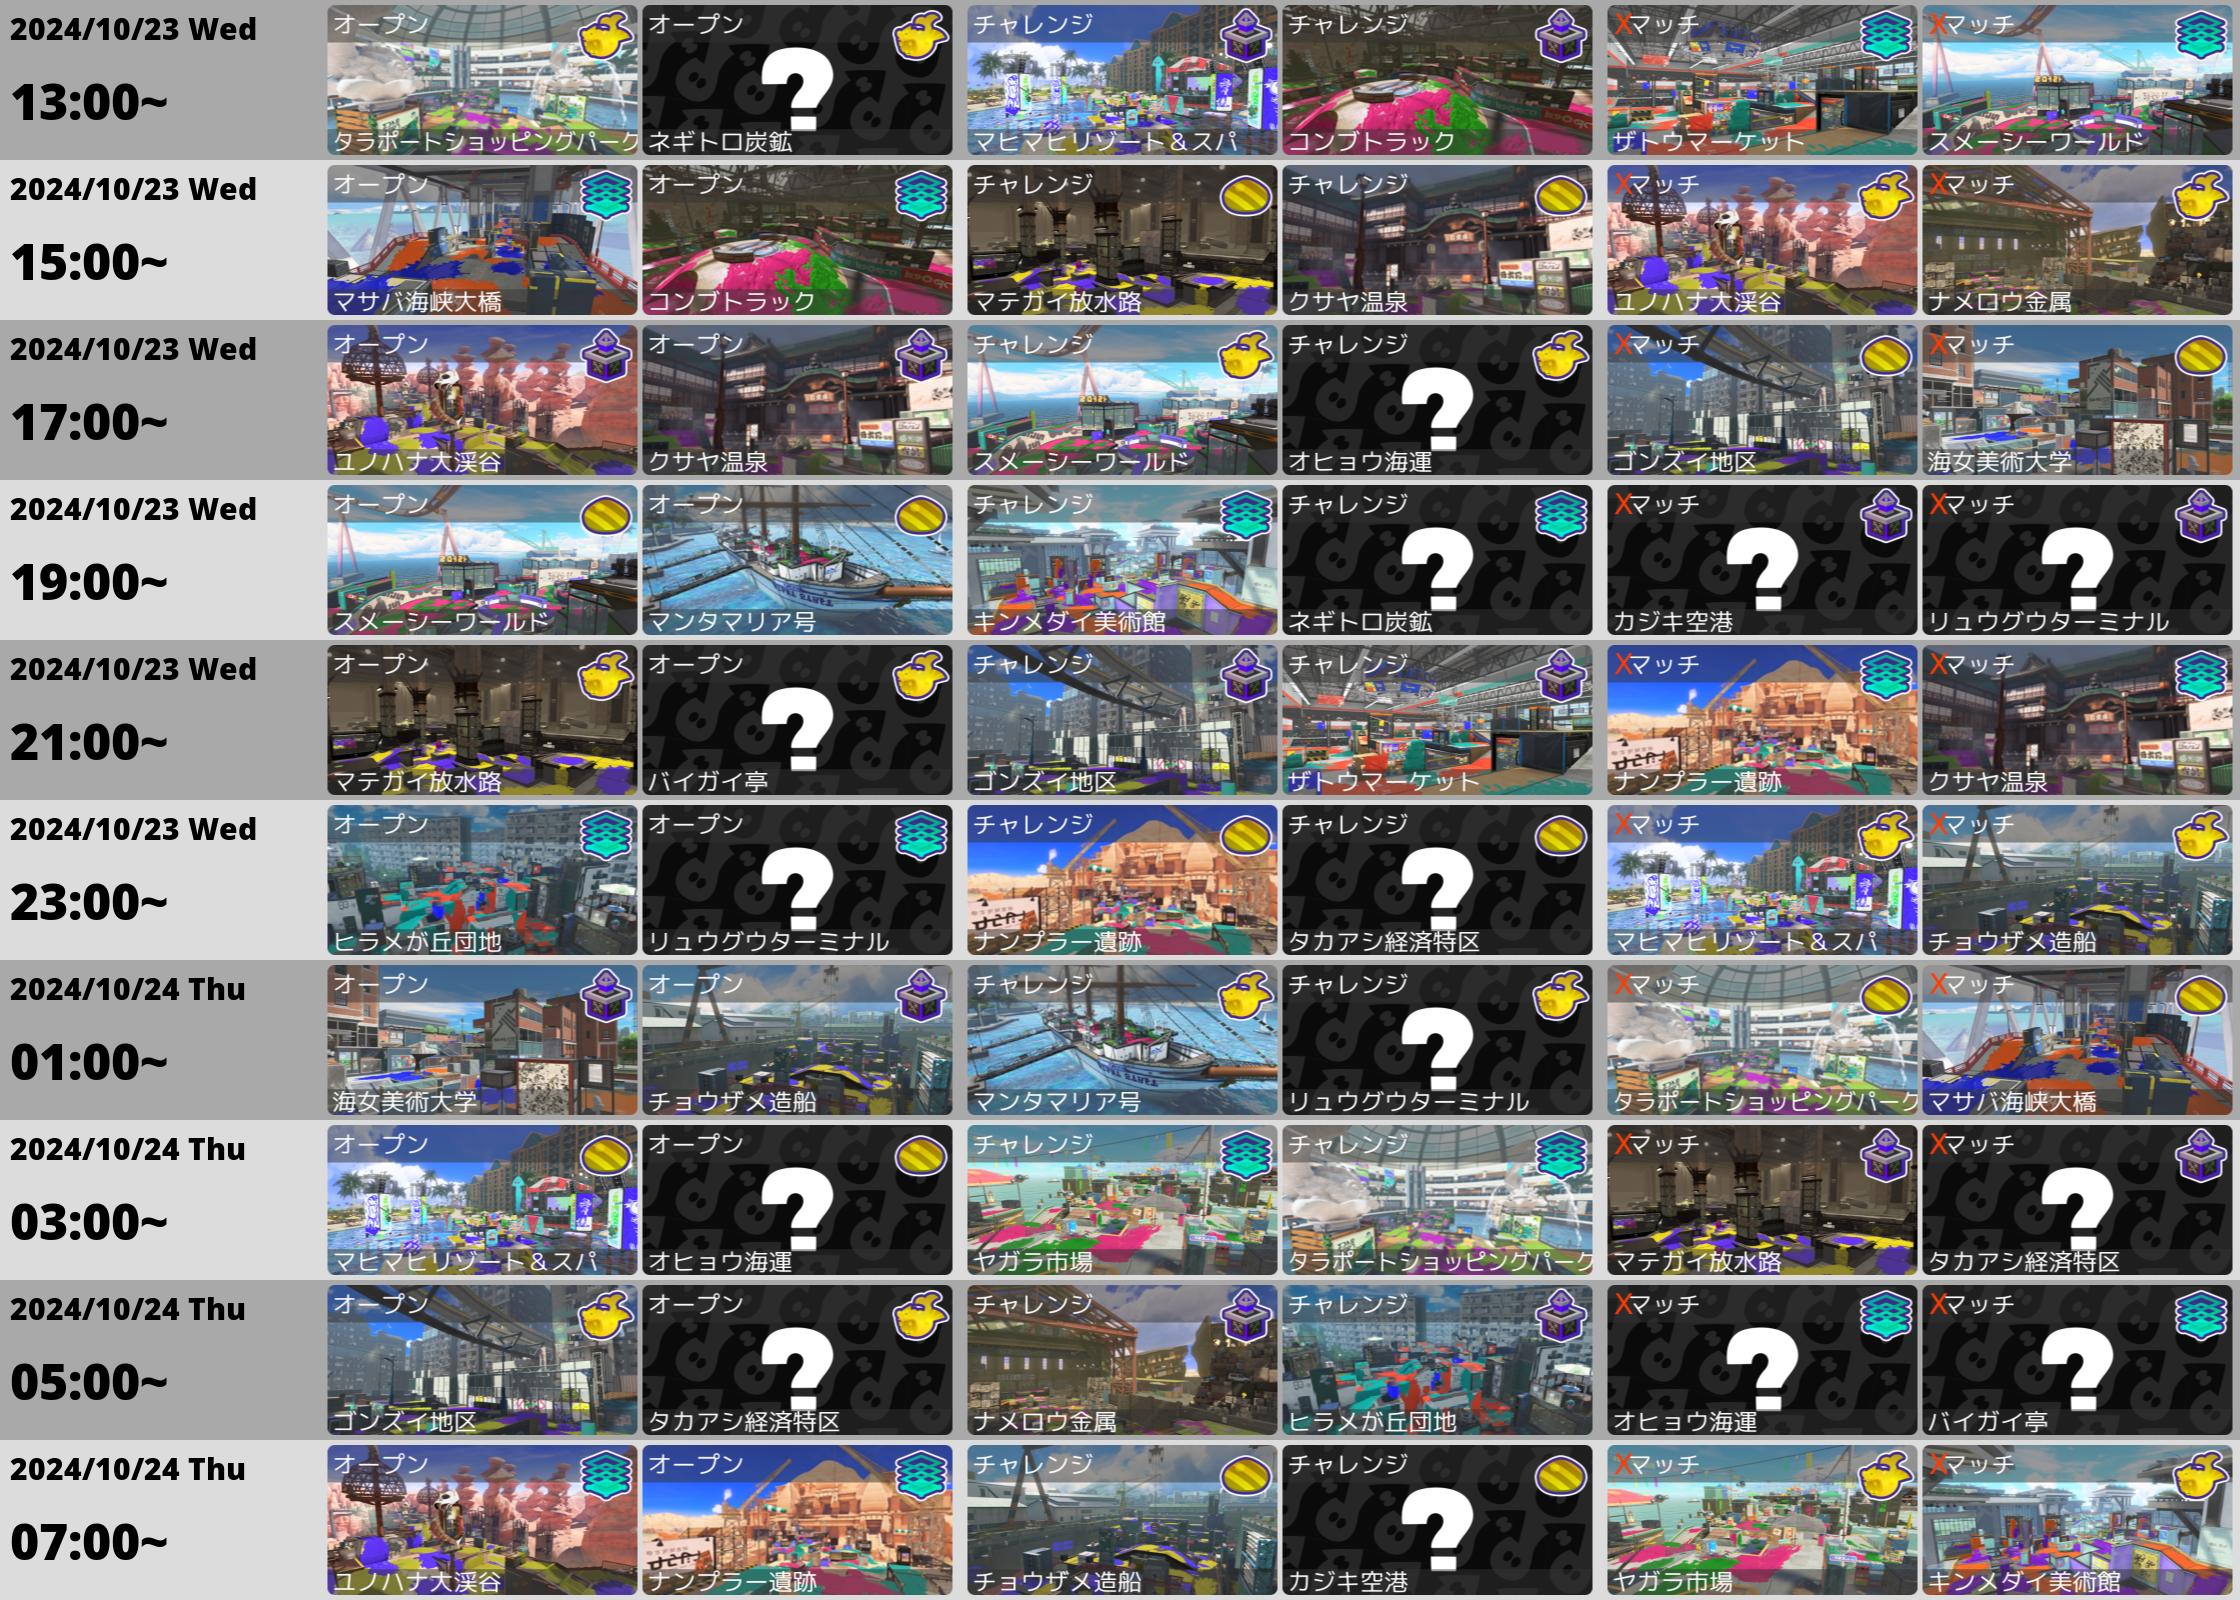 2024/10/23 Wed
13:00~
オープン
タラポートショッピングパーク
オープン
ネギトロ炭鉱
チャレンジ
マヒマヒリゾート＆スパ
チャレンジ
コンブトラック
Xマッチ
ザトウマーケット
Xマッチ
スメーシーワールド
2024/10/23 Wed
15:00~
オープン
マサバ海峡大橋
オープン
コンブトラック
チャレンジ
マテガイ放水路
チャレンジ
クサヤ温泉
Xマッチ
ユノハナ大渓谷
Xマッチ
ナメロウ金属
2024/10/23 Wed
17:00~
オープン
ユノハナ大渓谷
オープン
クサヤ温泉
チャレンジ
スメーシーワールド
チャレンジ
オヒョウ海運
Xマッチ
ゴンズイ地区
Xマッチ
海女美術大学
2024/10/23 Wed
19:00~
オープン
スメーシーワールド
オープン
マンタマリア号
チャレンジ
キンメダイ美術館
チャレンジ
ネギトロ炭鉱
Xマッチ
カジキ空港
Xマッチ
リュウグウターミナル
2024/10/23 Wed
21:00~
オープン
マテガイ放水路
オープン
バイガイ亭
チャレンジ
ゴンズイ地区
チャレンジ
ザトウマーケット
Xマッチ
ナンプラー遺跡
Xマッチ
クサヤ温泉
2024/10/23 Wed
23:00~
オープン
ヒラメが丘団地
オープン
リュウグウターミナル
チャレンジ
ナンプラー遺跡
チャレンジ
タカアシ経済特区
Xマッチ
マヒマヒリゾート＆スパ
Xマッチ
チョウザメ造船
2024/10/24 Thu
01:00~
オープン
海女美術大学
オープン
チョウザメ造船
チャレンジ
マンタマリア号
チャレンジ
リュウグウターミナル
Xマッチ
タラポートショッピングパーク
Xマッチ
マサバ海峡大橋
2024/10/24 Thu
03:00~
オープン
マヒマヒリゾート＆スパ
オープン
オヒョウ海運
チャレンジ
ヤガラ市場
チャレンジ
タラポートショッピングパーク
Xマッチ
マテガイ放水路
Xマッチ
タカアシ経済特区
2024/10/24 Thu
05:00~
オープン
ゴンズイ地区
オープン
タカアシ経済特区
チャレンジ
ナメロウ金属
チャレンジ
ヒラメが丘団地
Xマッチ
オヒョウ海運
Xマッチ
バイガイ亭
2024/10/24 Thu
07:00~
オープン
ユノハナ大渓谷
オープン
ナンプラー遺跡
チャレンジ
チョウザメ造船
チャレンジ
カジキ空港
Xマッチ
ヤガラ市場
Xマッチ
キンメダイ美術館